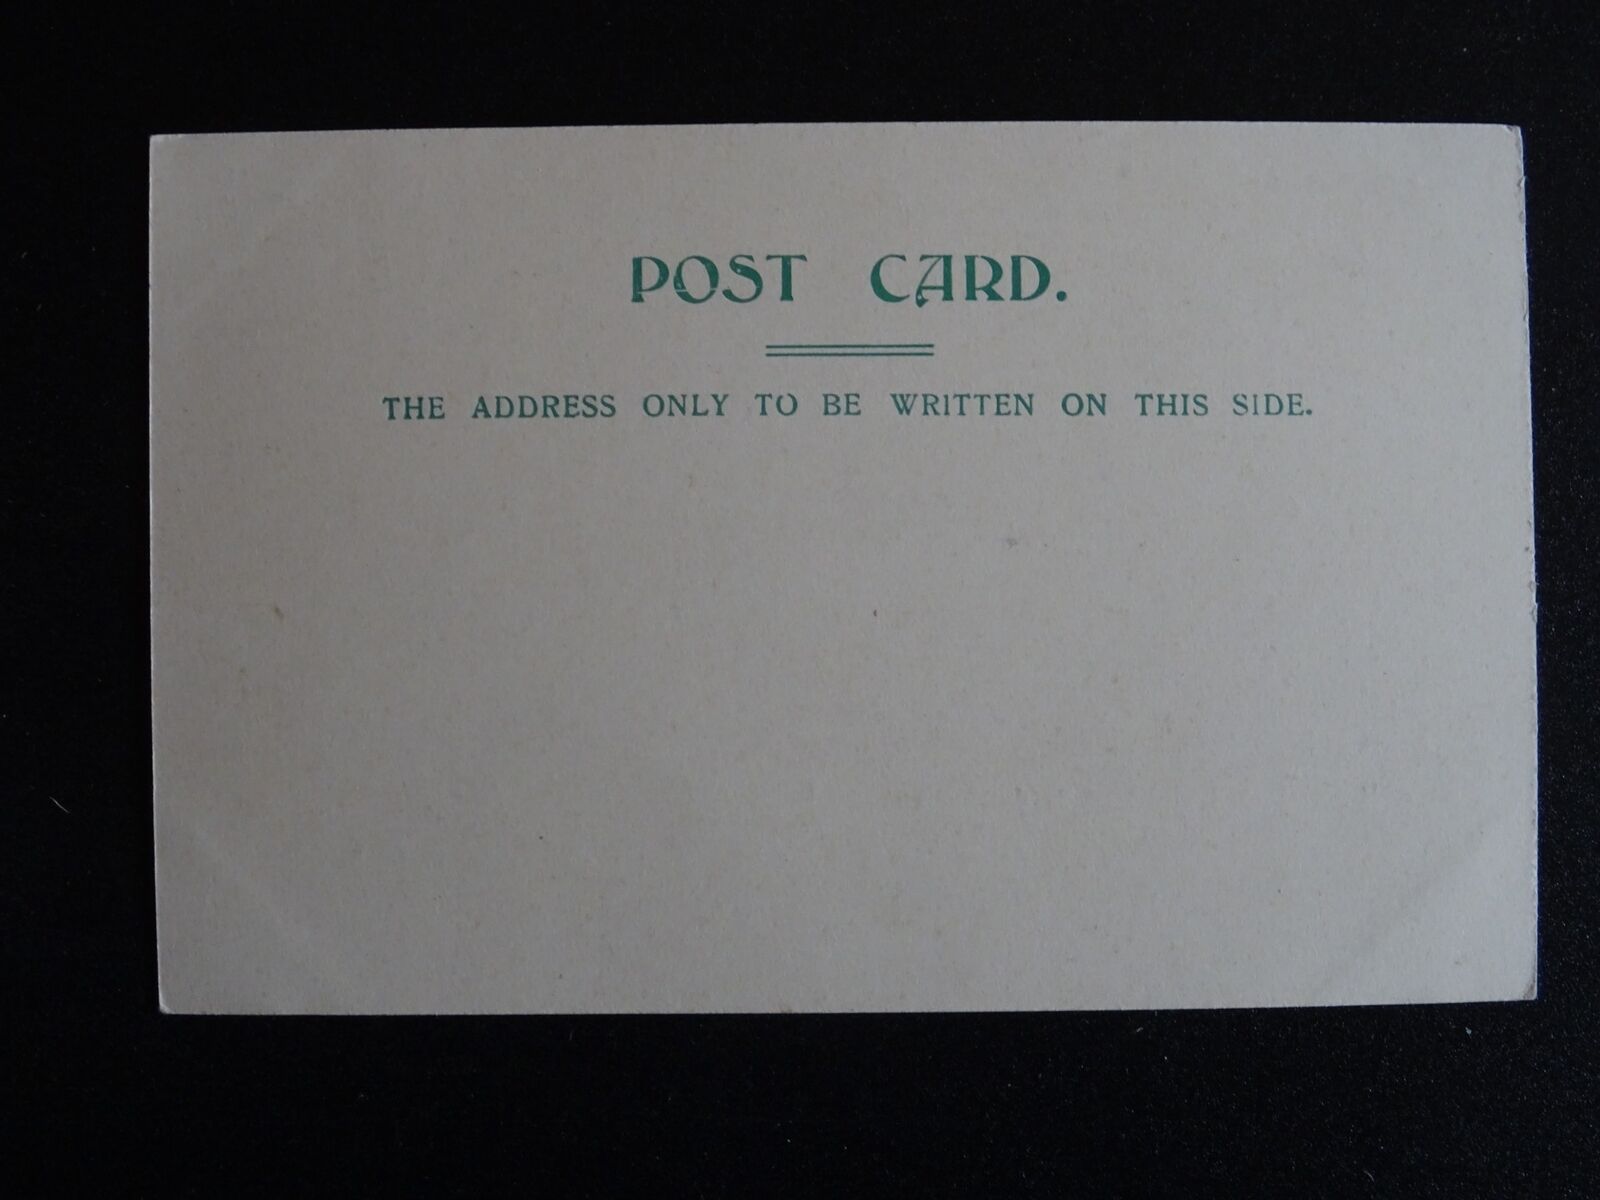 POST CARD.
THE ADDRESS ONLY TO BE WRITTEN ON THIS SIDE.